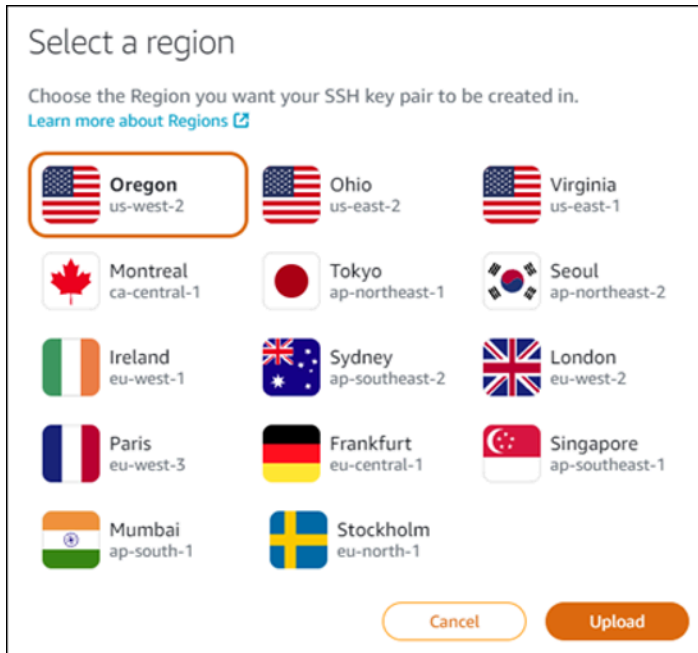 Select a region
Choose the Region you want your SSH key pair to be created in.
Learn more about Regions
Oregon
us-west-2
Ohio
us-east-2
Virginia
us-east-1
Montreal
ca-central-1
Tokyo
ap-northeast-1
Seoul
ap-northeast-2
Ireland
eu-west-1
Sydney
ap-southeast-2
London
eu-west-2
Paris
eu-west-3
Frankfurt
eu-central-1
Singapore
ap-southeast-1
Mumbai
ap-south-1
Stockholm
eu-north-1
Cancel
Upload